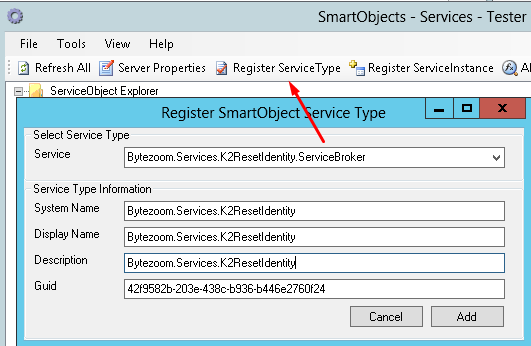 SmartObjects - Services - Tester
File Tools View Help
Refresh All Server Properties Register ServiceType Register ServiceInstance
ServiceObject Explorer
Register SmartObject Service Type
Select Service Type
Service Bytezoom.Services.K2ResetIdentity.ServiceBroker
Service Type Information
System Name Bytezoom.Services.K2ResetIdentity
Display Name Bytezoom.Services.K2ResetIdentity
Description Bytezoom.Services.K2ResetIdentity
Guid 42f9582b-203e-438c-b936-b446e2760f24
Cancel Add